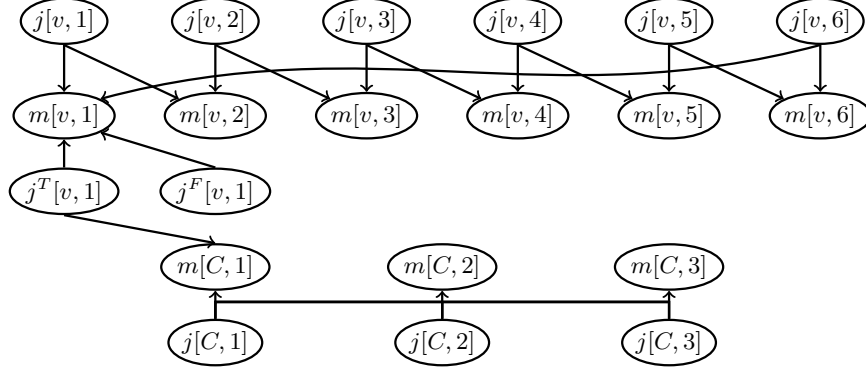 j[v, 1] j[v, 2] j[v, 3] j[v, 4] j[v, 5] j[v, 6]
m[v, 1] m[v, 2] m[v, 3] m[v, 4] m[v, 5] m[v, 6]
j^T[v, 1] j^F[v, 1]
m[C, 1] m[C, 2] m[C, 3]
j[C, 1] j[C, 2] j[C, 3]